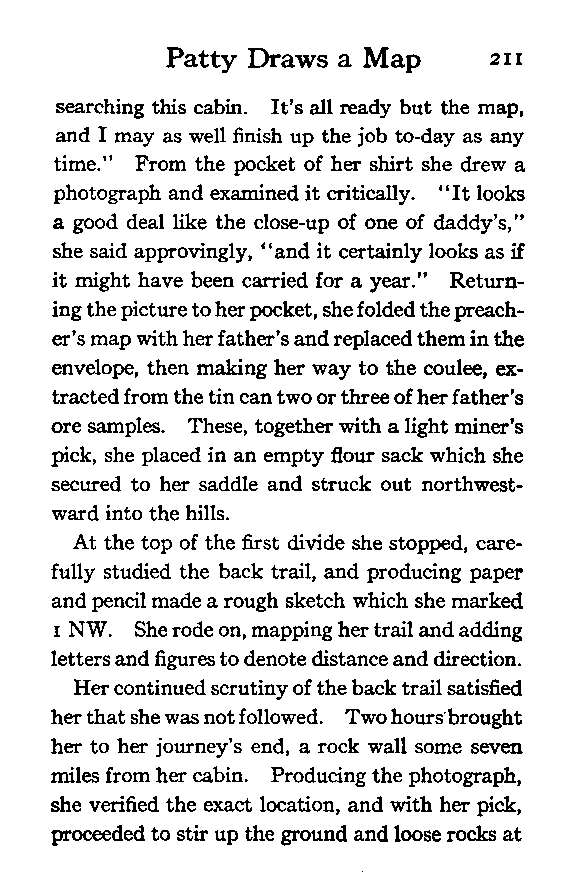 Patty Draws a Map 211
searching this cabin. It's all ready but the map,
and I may as well finish up the job to-day as any
time." From the pocket of her shirt she drew a
photograph and examined it critically. "It looks
a good deal like the close-up of one of daddy's,"
she said approvingly, "and it certainly looks as if
it might have been carried for a year." Return-
ing the picture to her pocket, she folded the preach-
er's map with her father's and replaced them in the
envelope, then making her way to the coulee, ex-
tracted from the tin can two or three of her father's
ore samples. These, together with a light miner's
pick, she placed in an empty flour sack which she
secured to her saddle and struck out northwest-
ward into the hills.
At the top of the first divide she stopped, care-
fully studied the back trail, and producing paper
and pencil made a rough sketch which she marked
1 NW. She rode on, mapping her trail and adding
letters and figures to denote distance and direction.
Her continued scrutiny of the back trail satisfied
her that she was not followed. Two hours brought
her to her journey's end, a rock wall some seven
miles from her cabin. Producing the photograph,
she verified the exact location, and with her pick,
proceeded to stir up the ground and loose rocks at